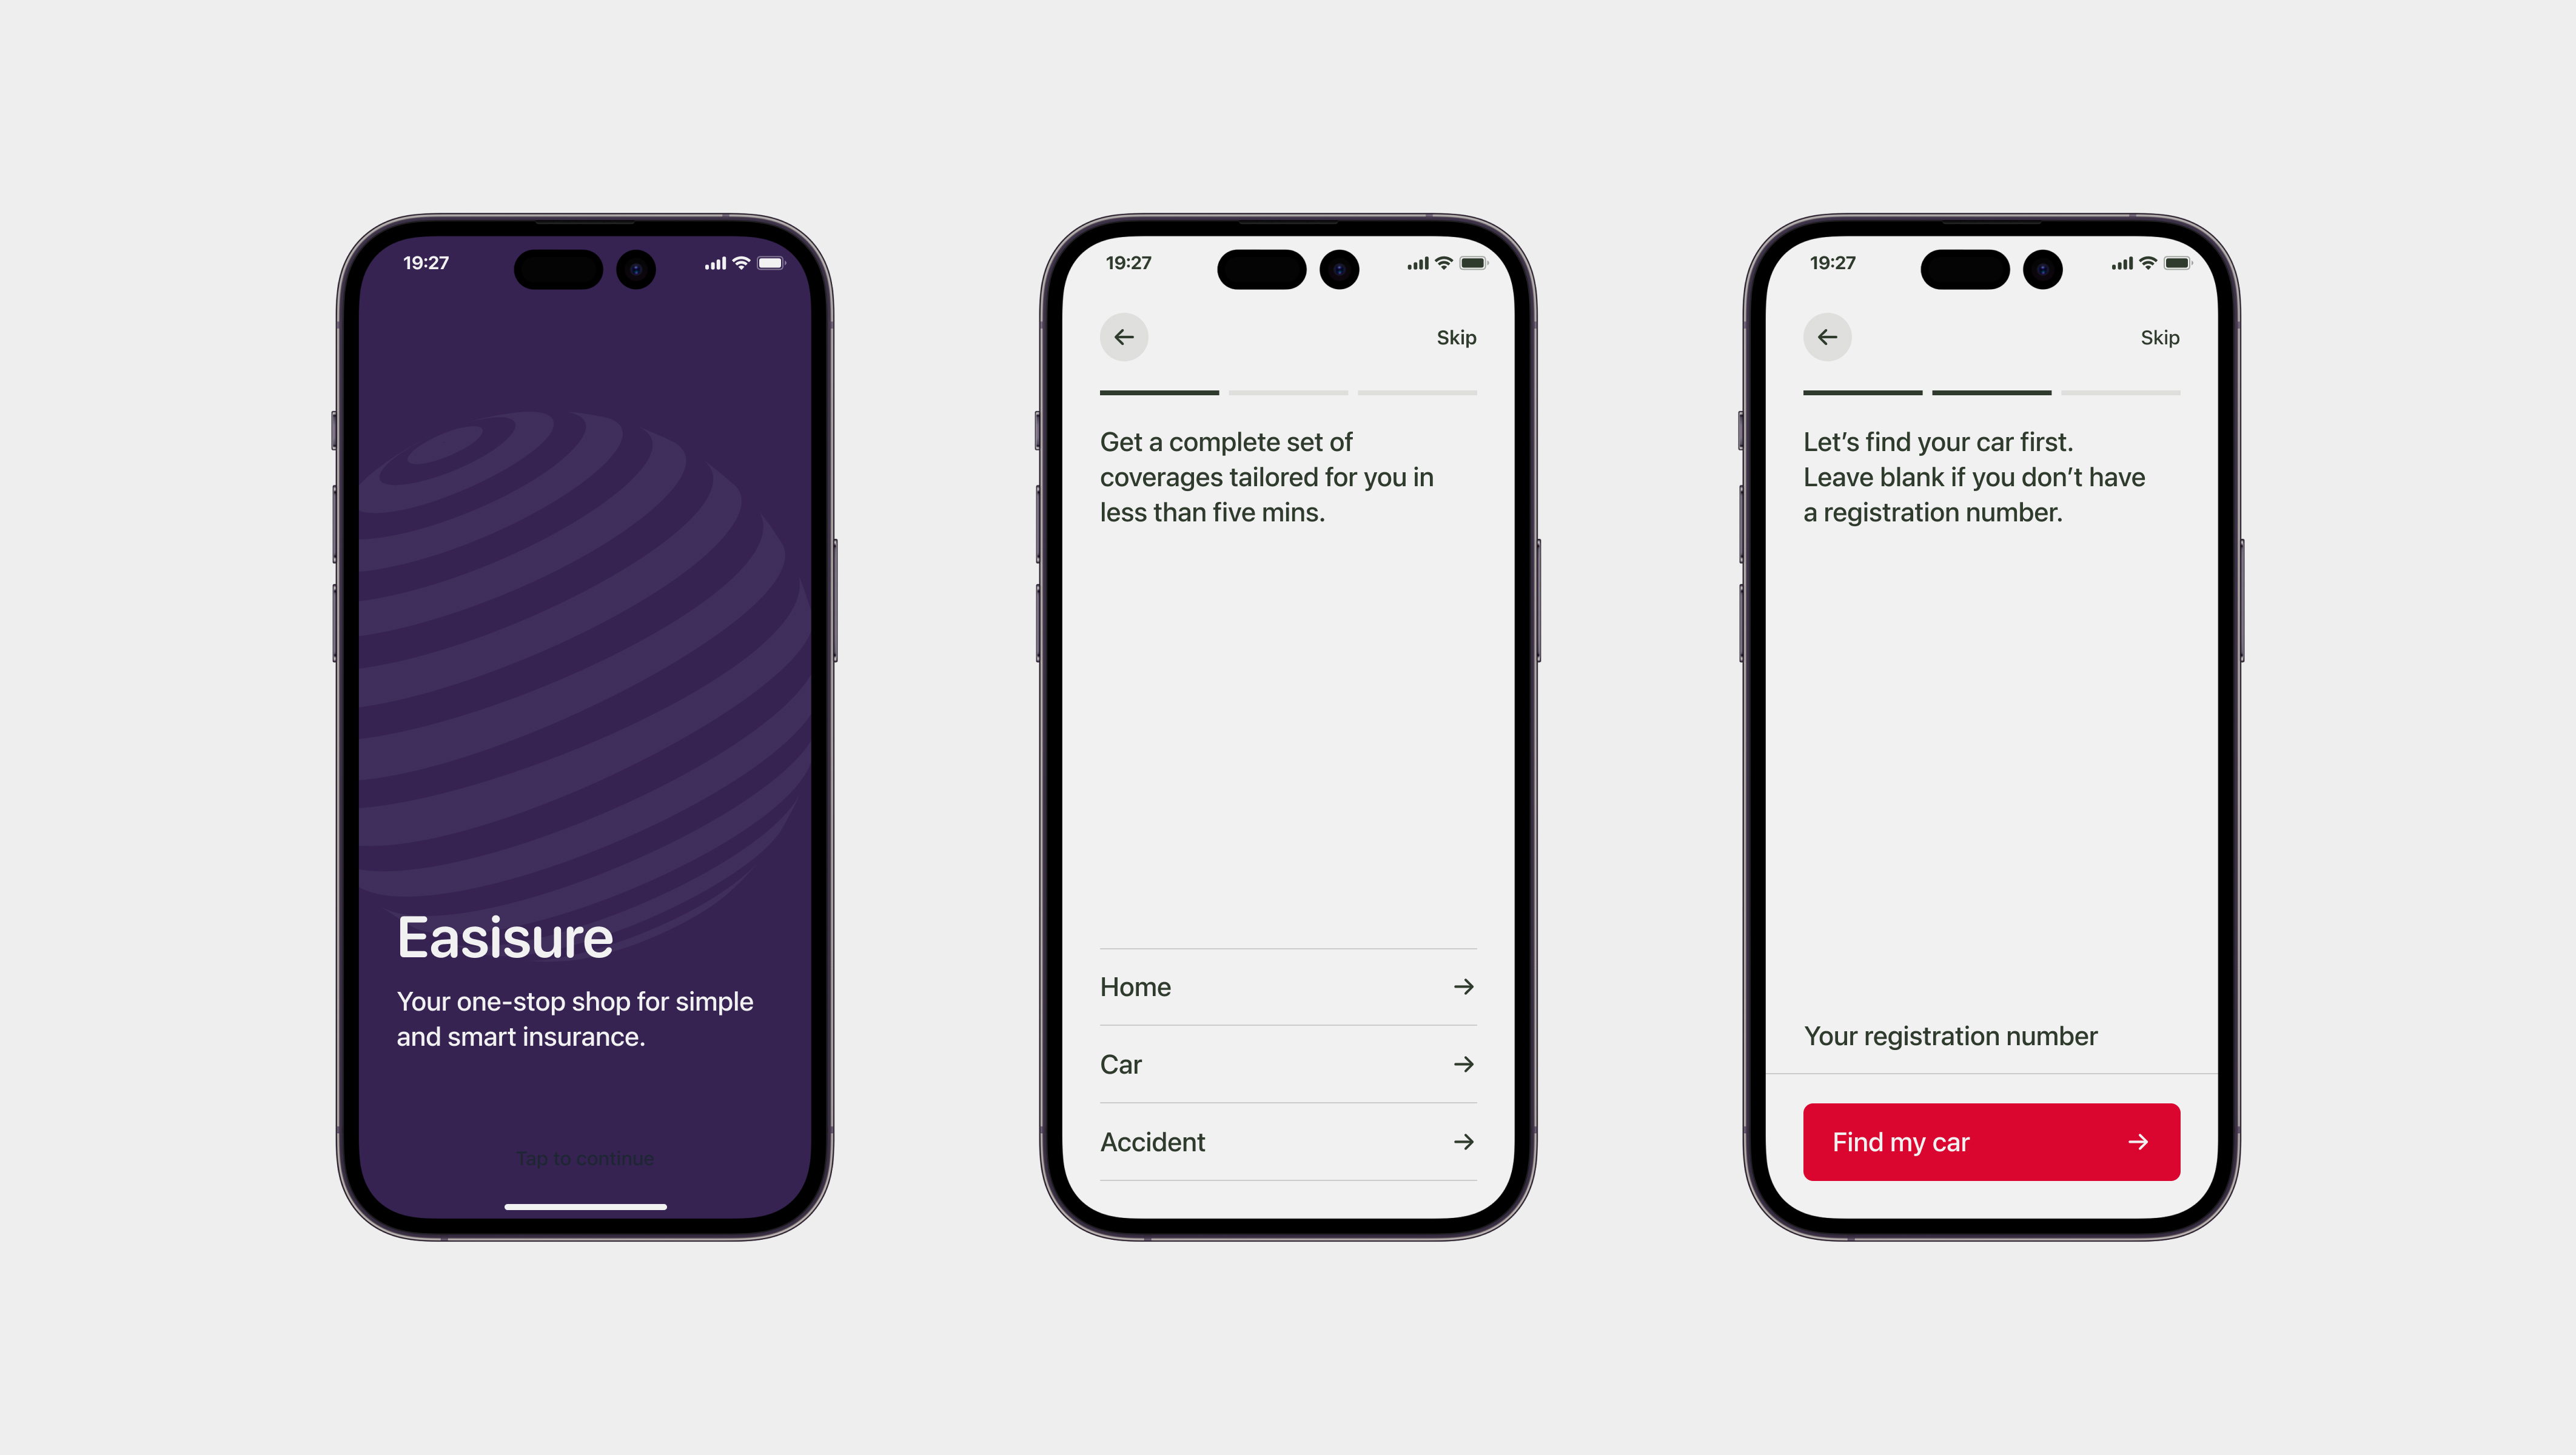 19:27
Easisure
Your one-stop shop for simple
and smart insurance.
Tap to continue
19:27
Skip
Get a complete set of
coverages tailored for you in
less than five mins.
Home
Car
Accident
19:27
Skip
Let’s find your car first.
Leave blank if you don’t have
a registration number.
Your registration number
Find my car